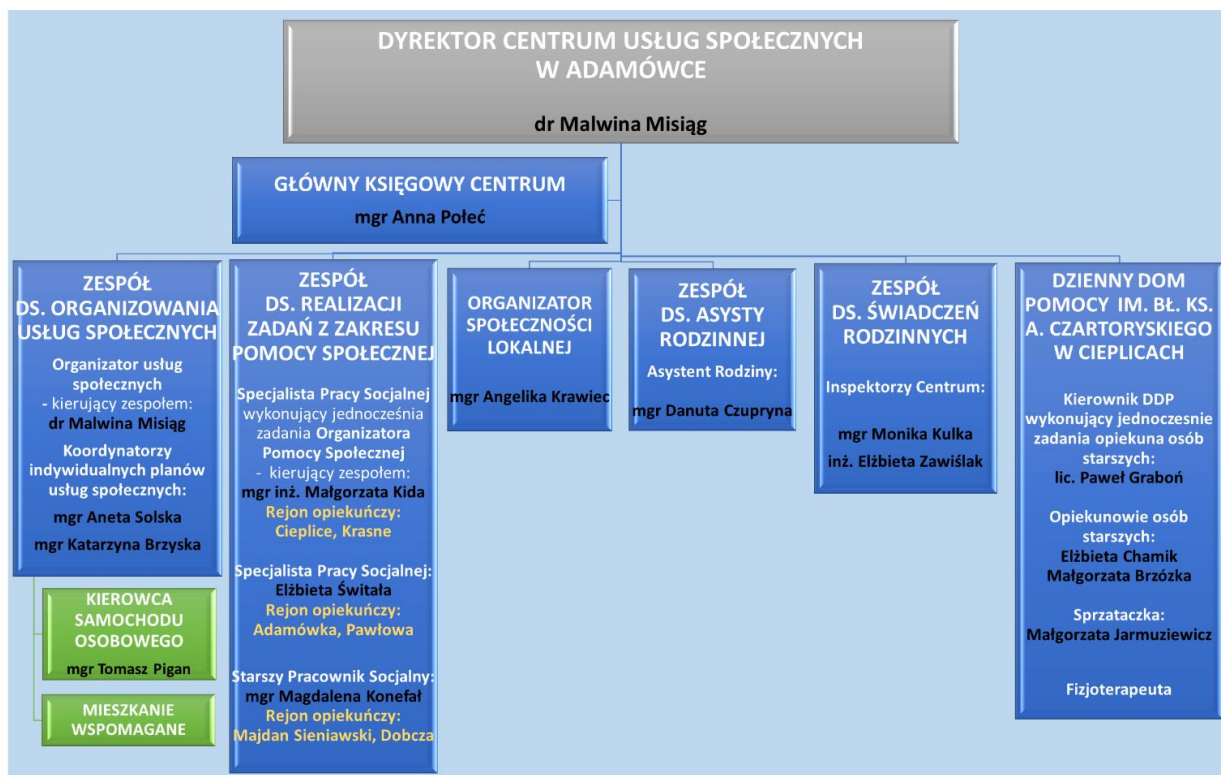 DYREKTOR CENTRUM USŁUG SPOŁECZNYCH
W ADAMÓWCE
dr Malwina Misiąg
GŁÓWNY KSIĘGOWY CENTRUM
mgr Anna Połeć
ZESPÓŁ
DS. ORGANIZOWANIA
USŁUG SPOŁECZNYCH
Organizator usług
społecznych
- kierujący zespołem:
dr Malwina Misiąg
Koordynatorzy
indywidualnych planów
usług społecznych:
mgr Aneta Solska
mgr Katarzyna Brzyska
KIEROWCA
SAMOCHODU
OSOBOWEGO
mgr Tomasz Pigan
MIESZKANIE
WSPOMAGANE
ZESPÓŁ
DS. REALIZACJI
ZADAŃ Z ZAKRESU
POMOCY SPOŁECZNEJ
Specjalista Pracy Socjalnej
wykonujący jednocześnia
zadania Organizatora
Pomocy Społecznej
- kierujący zespołem:
mgr inż. Małgorzata Kida
Rejon opiekuńczy:
Cieplice, Krasne
Specjalista Pracy Socjalnej:
Elżbieta Świtała
Rejon opiekuńczy:
Adamówka, Pawłowa
Starszy Pracownik Socjalny:
mgr Magdalena Konefał
Rejon opiekuńczy:
Majdan Sieniawski, Dobcza
ORGANIZATOR
SPOŁECZNOŚCI
LOKALNEJ
mgr Angelika Krawiec
ZESPÓŁ
DS. ASYSTY
RODZINNEJ
Asystent Rodziny:
mgr Danuta Czupryna
ZESPÓŁ
DS. ŚWIADCZEŃ
RODZINNYCH
Inspektorzy Centrum:
mgr Monika Kulka
inż. Elżbieta Zawiślak
DZIENNY DOM
POMOCY IM. BŁ. KS.
A. CZARTORYSKIEGO
W CIEPLICACH
Kierownik DDP
wykonujący jednoczesnie
zadania opiekuna osób
starszych:
lic. Paweł Graboń
Opiekunowie osób
starszych:
Elżbieta Chamik
Małgorzata Brzózka
Sprzataczka:
Małgorzata Jarmuziewicz
Fizjoterapeuta